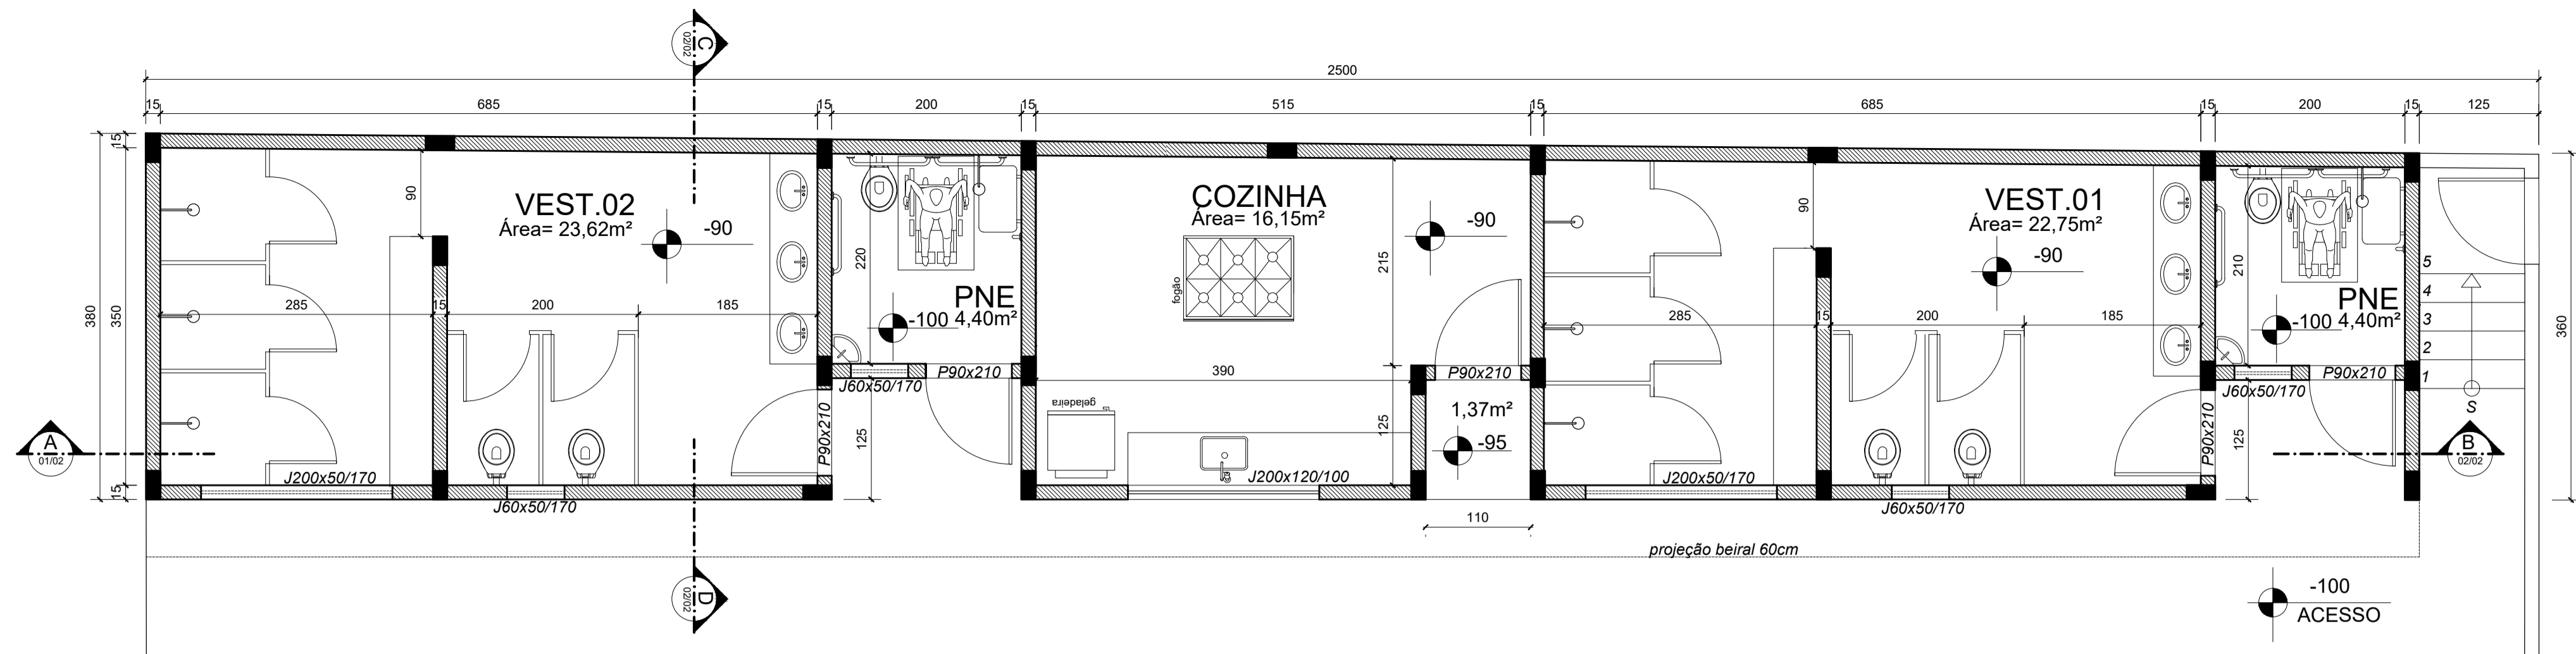 C
02/02
2500
15
685
15
200
15
515
15
685
15
200
15
125
15
380
350
15
90
VEST.02
Área= 23,62m²
-90
285
15
200
185
J200x50/170
J60x50/170
P90x210
220
PNE
-100
4,40m²
J60x50/170
P90x210
125
COZINHA
Área= 16,15m²
-90
fogão
215
390
geladeira
125
J200x120/100
P90x210
1,37m²
-95
110
90
VEST.01
Área= 22,75m²
-90
285
15
200
185
J200x50/170
J60x50/170
P90x210
210
PNE
-100
4,40m²
J60x50/170
P90x210
125
5
4
3
2
1
S
360
A
01/02
B
02/02
D
02/02
projeção beiral 60cm
-100
ACESSO